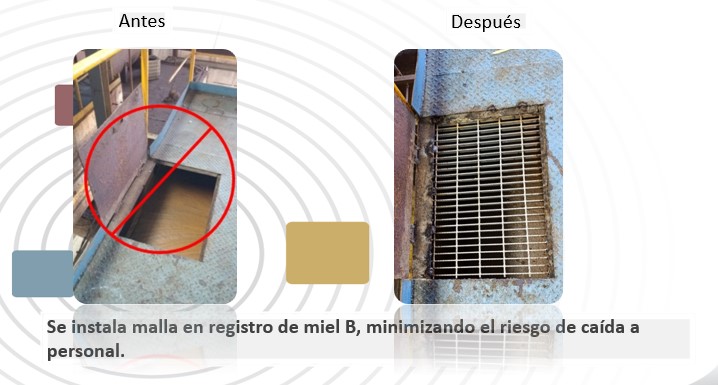 Antes
Después
Se instala malla en registro de miel B, minimizando el riesgo de caída a
personal.